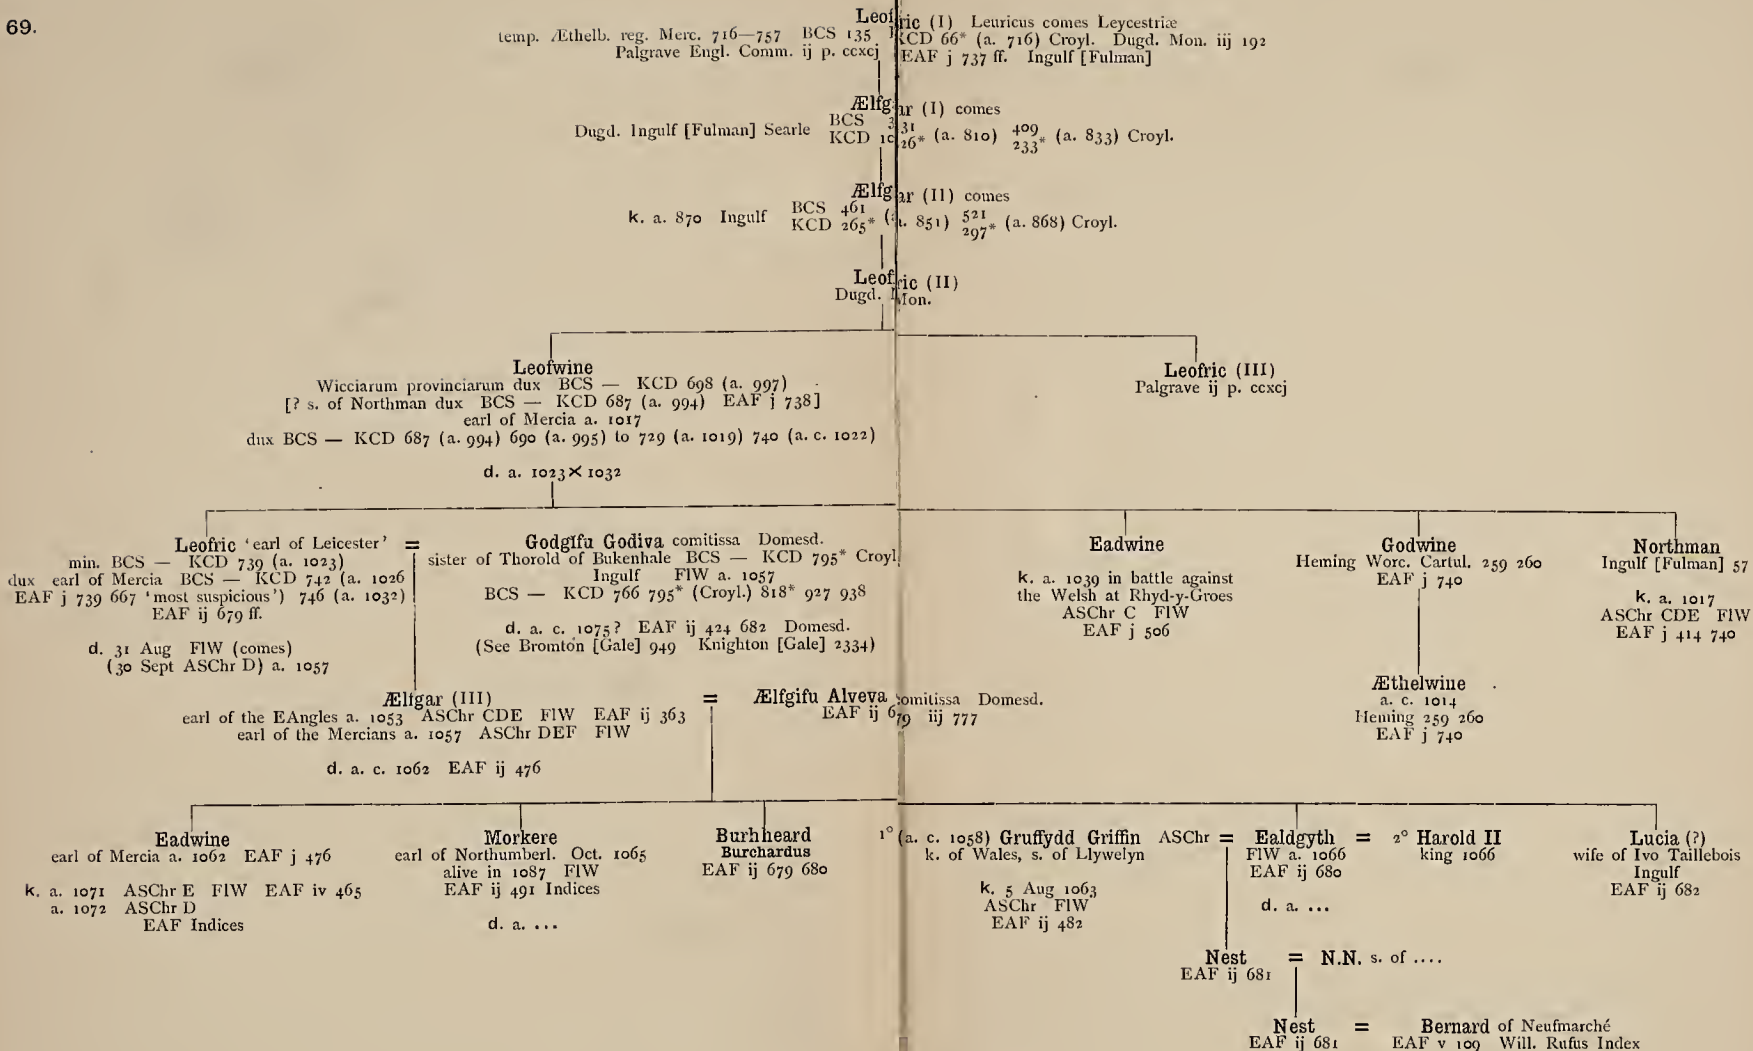 69.
Leofric (I) Leuricus comes Leycestriæ
temp. Æthelb. reg. Merc. 716—757 BCS 135 KCD 66* (a. 716) Croyl. Dugd. Mon. iij 192
Palgrave Engl. Comm. ij p. ccxcj EAF j 737 ff. Ingulf [Fulman]
Ælfgar (I) comes
Dugd. Ingulf [Fulman] Searle BCS 331 KCD 1026* (a. 810) 409 233* (a. 833) Croyl.
Ælfgar (II) comes
k. a. 870 Ingulf BCS 461 KCD 265* (a. 851) 521 297* (a. 868) Croyl.
Leofric (II)
Dugd. Mon.
Leofwine
Wicciarum provinciarum dux BCS — KCD 698 (a. 997)
[? s. of Northman dux BCS — KCD 687 (a. 994) EAF j 738]
earl of Mercia a. 1017
dux BCS — KCD 687 (a. 994) 690 (a. 995) to 729 (a. 1019) 740 (a. c. 1022)
d. a. 1023 × 1032
Leofric (III)
Palgrave ij p. ccxcj
Leofric 'earl of Leicester' =
min. BCS — KCD 739 (a. 1023)
dux earl of Mercia BCS — KCD 742 (a. 1026
EAF j 739 667 'most suspicious') 746 (a. 1032)
EAF ij 679 ff.
d. 31 Aug FlW (comes)
(30 Sept ASChr D) a. 1057
Godgifu Godiva comitissa Domesd.
sister of Thorold of Bukenhale BCS — KCD 795* Croyl
Ingulf FlW a. 1057
BCS — KCD 766 795* (Croyl.) 818* 927 938
d. a. c. 1075? EAF ij 424 682 Domesd.
(See Bromton [Gale] 949 Knighton [Gale] 2334)
Eadwine
k. a. 1039 in battle against
the Welsh at Rhyd-y-Groes
ASChr C FlW
EAF j 506
Godwine
Heming Worc. Cartul. 259 260
EAF j 740
Northman
Ingulf [Fulman] 57
k. a. 1017
ASChr CDE FlW
EAF j 414 740
Æthelwine
a. c. 1014
Heming 259 260
EAF j 740
Ælfgar (III) =
earl of the EAngles a. 1053 ASChr CDE FlW EAF ij 363
earl of the Mercians a. 1057 ASChr DEF FlW
d. a. c. 1062 EAF ij 476
Ælfgifu Alveva comitissa Domesd.
EAF ij 679 iij 777
Eadwine
earl of Mercia a. 1062 EAF j 476
k. a. 1071 ASChr E FlW EAF iv 465
a. 1072 ASChr D
EAF Indices
Morkere
earl of Northumberl. Oct. 1065
alive in 1087 FlW
EAF ij 491 Indices
d. a. ...
Burhheard
Burchardus
EAF ij 679 680
1° (a. c. 1058) Gruffydd Griffin ASChr =
k. of Wales, s. of Llywelyn
k. 5 Aug 1063
ASChr FlW
EAF ij 482
Ealdgyth =
FlW a. 1066
EAF ij 680
d. a. ...
2° Harold II
king 1066
Lucia (?)
wife of Ivo Taillebois
Ingulf
EAF ij 682
Nest = N.N. s. of ....
EAF ij 681
Nest = Bernard of Neufmarché
EAF ij 681 EAF v 109 Will. Rufus Index